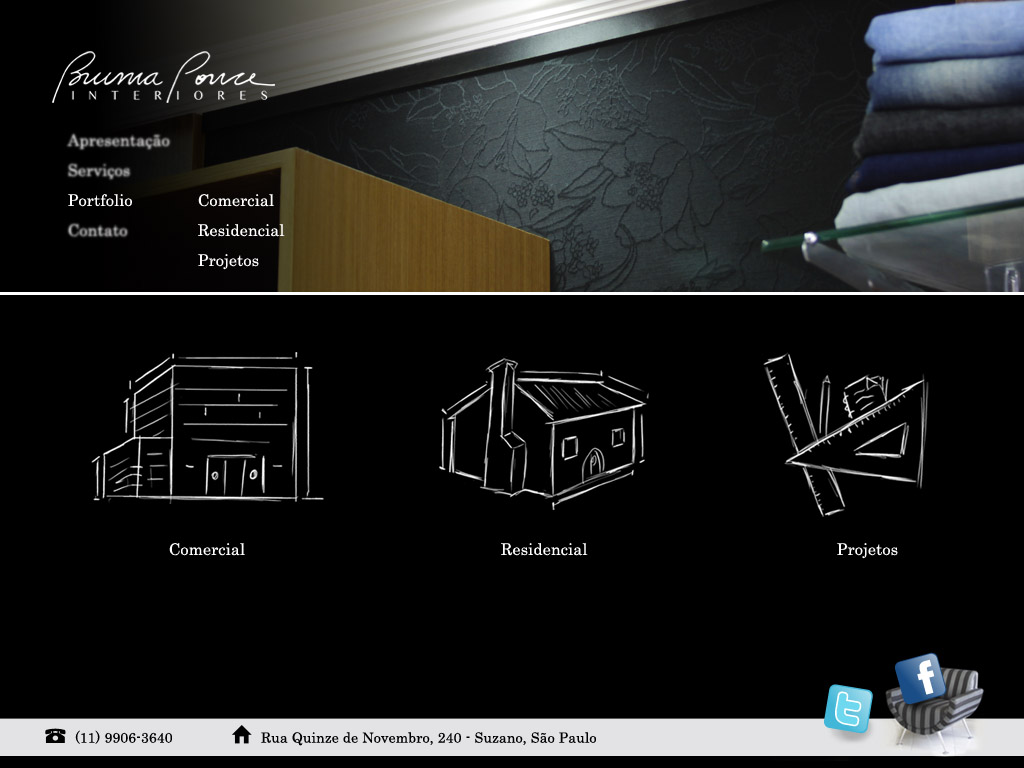 Bruma Ponce
INTERIORES
Apresentação
Serviços
Portfolio Comercial
Contato Residencial
Projetos
Comercial Residencial Projetos
(11) 9906-3640 Rua Quinze de Novembro, 240 - Suzano, São Paulo